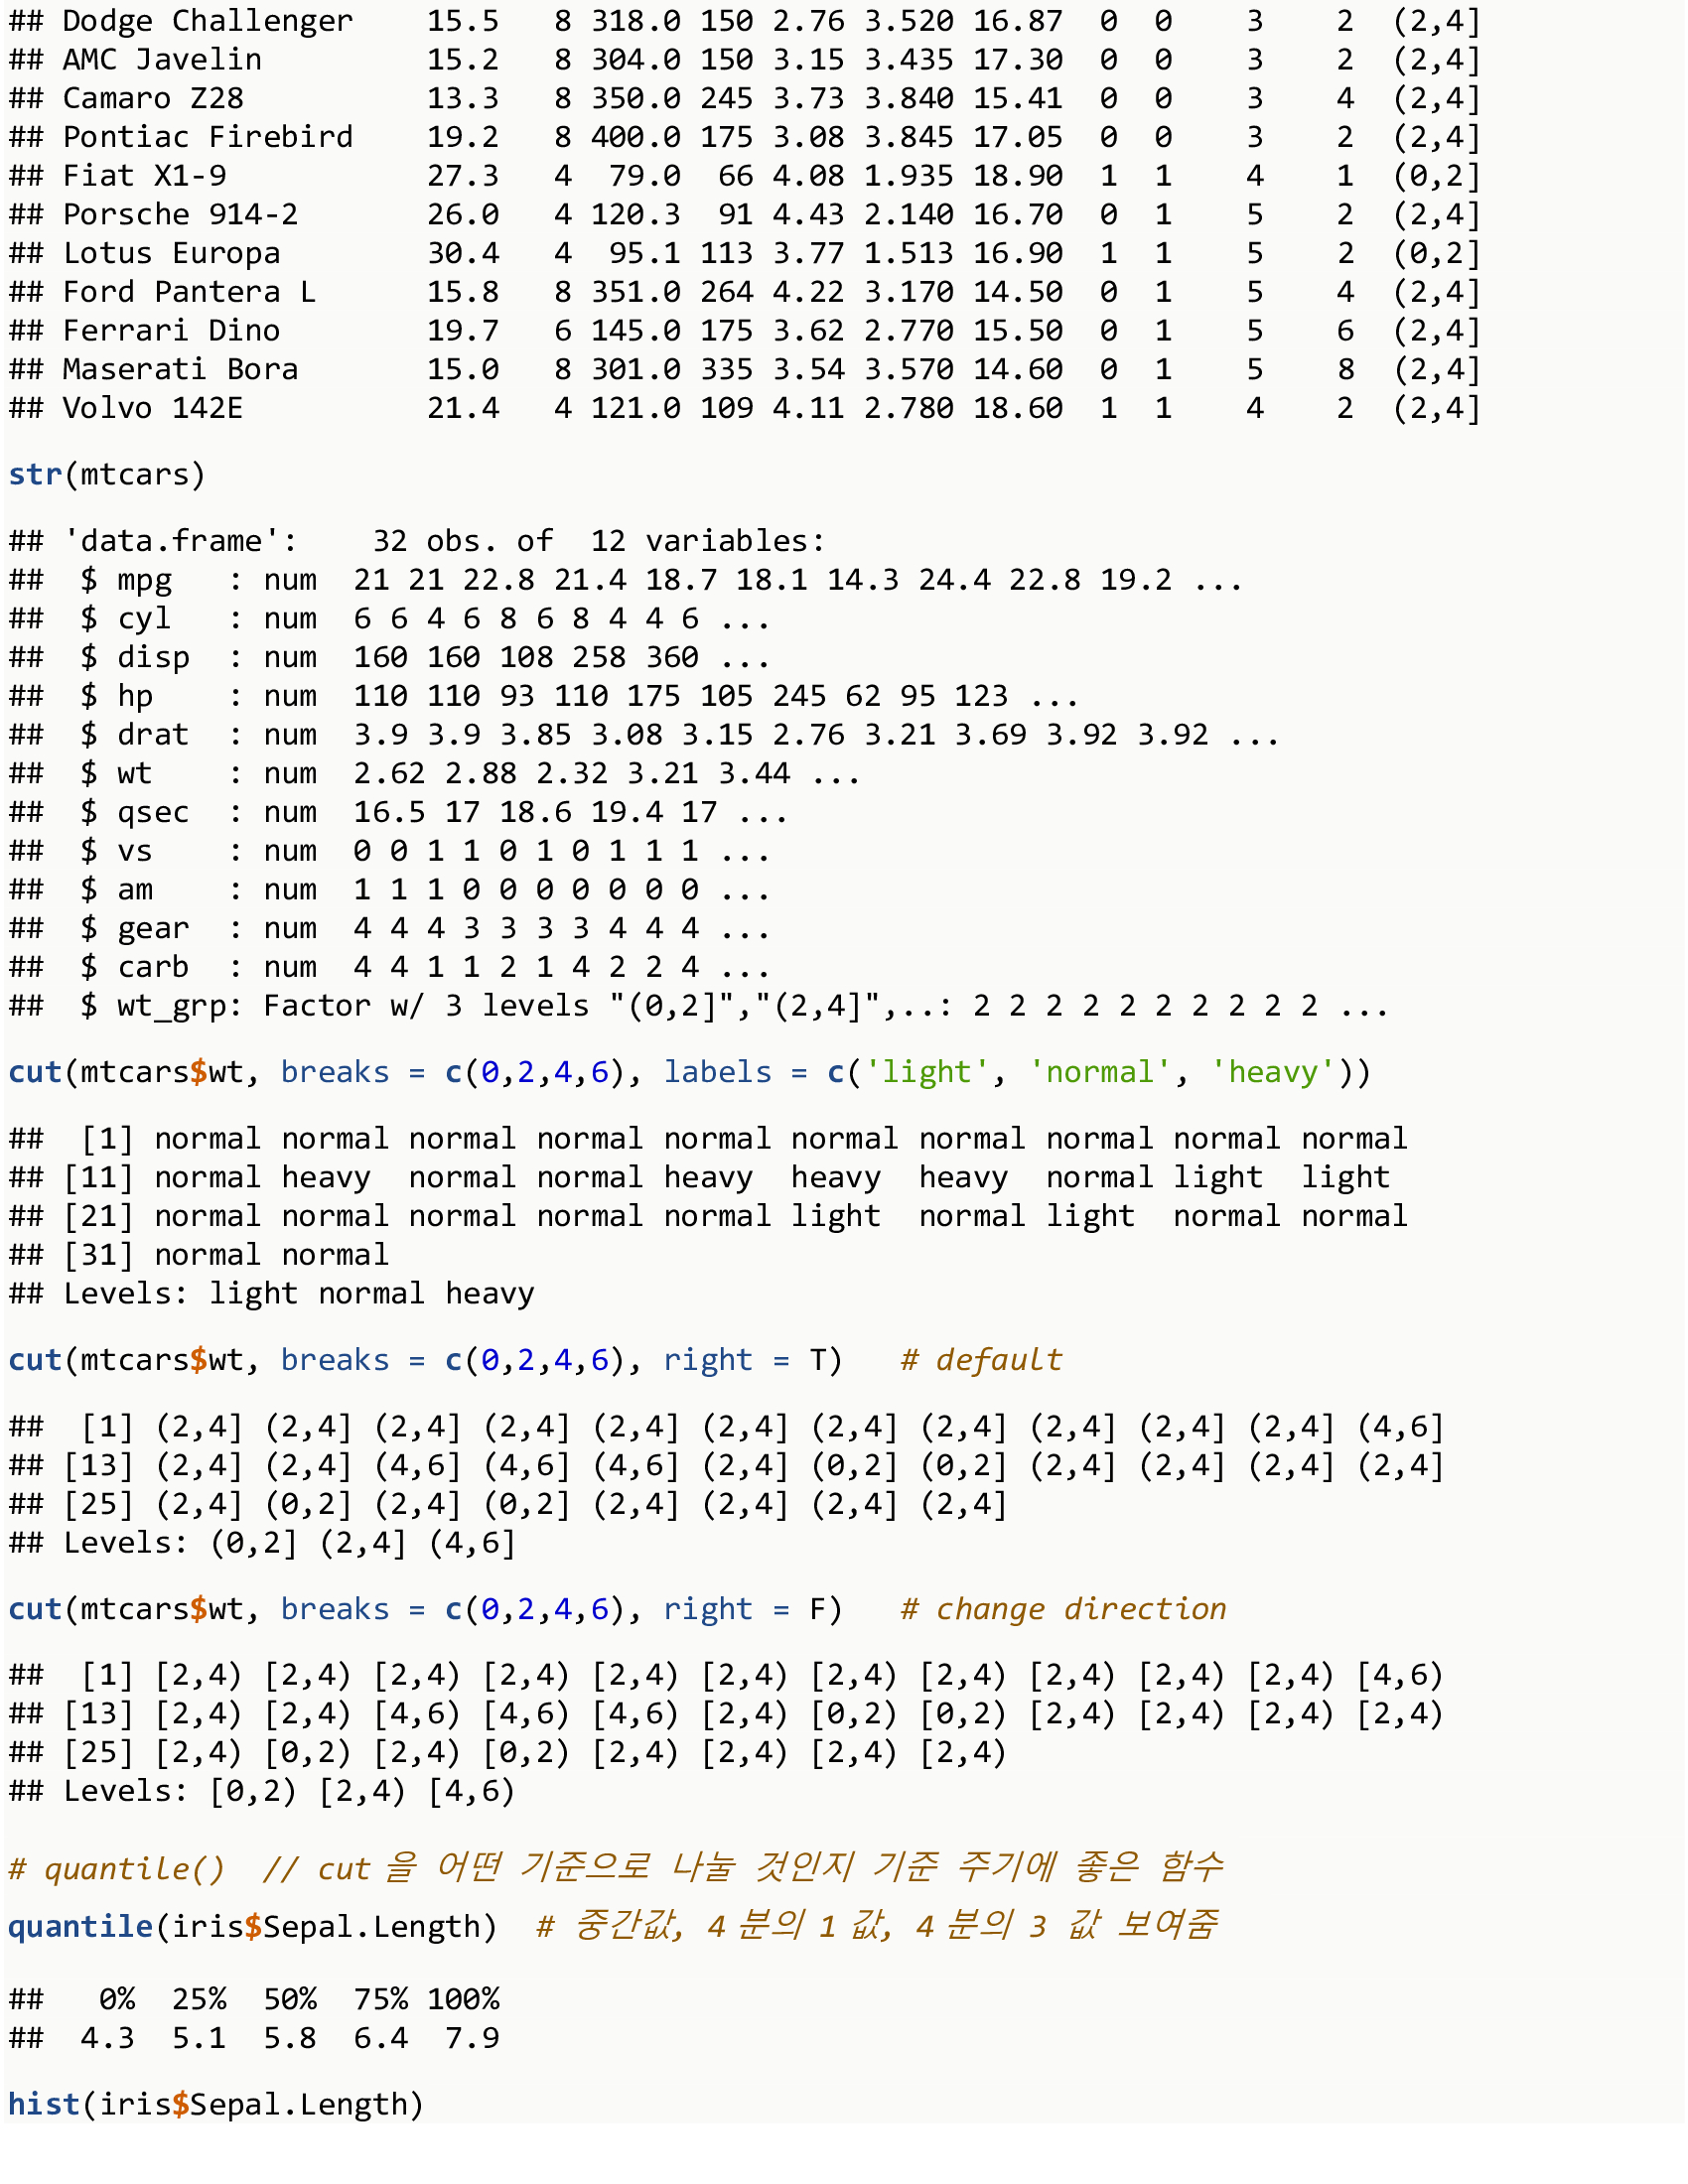 ## Dodge Challenger    15.5   8 318.0 150 2.76 3.520 16.87  0  0    3    2  (2,4]
## AMC Javelin         15.2   8 304.0 150 3.15 3.435 17.30  0  0    3    2  (2,4]
## Camaro Z28          13.3   8 350.0 245 3.73 3.840 15.41  0  0    3    4  (2,4]
## Pontiac Firebird    19.2   8 400.0 175 3.08 3.845 17.05  0  0    3    2  (2,4]
## Fiat X1-9           27.3   4  79.0  66 4.08 1.935 18.90  1  1    4    1  (0,2]
## Porsche 914-2       26.0   4 120.3  91 4.43 2.140 16.70  0  1    5    2  (2,4]
## Lotus Europa        30.4   4  95.1 113 3.77 1.513 16.90  1  1    5    2  (0,2]
## Ford Pantera L      15.8   8 351.0 264 4.22 3.170 14.50  0  1    5    4  (2,4]
## Ferrari Dino        19.7   6 145.0 175 3.62 2.770 15.50  0  1    5    6  (2,4]
## Maserati Bora       15.0   8 301.0 335 3.54 3.570 14.60  0  1    5    8  (2,4]
## Volvo 142E          21.4   4 121.0 109 4.11 2.780 18.60  1  1    4    2  (2,4]
str(mtcars)
## 'data.frame':    32 obs. of  12 variables:
##  $ mpg   : num  21 21 22.8 21.4 18.7 18.1 14.3 24.4 22.8 19.2 ...
##  $ cyl   : num  6 6 4 6 8 6 8 4 4 6 ...
##  $ disp  : num  160 160 108 258 360 ...
##  $ hp    : num  110 110 93 110 175 105 245 62 95 123 ...
##  $ drat  : num  3.9 3.9 3.85 3.08 3.15 2.76 3.21 3.69 3.92 3.92 ...
##  $ wt    : num  2.62 2.88 2.32 3.21 3.44 ...
##  $ qsec  : num  16.5 17 18.6 19.4 17 ...
##  $ vs    : num  0 0 1 1 0 1 0 1 1 1 ...
##  $ am    : num  1 1 1 0 0 0 0 0 0 0 ...
##  $ gear  : num  4 4 4 3 3 3 3 4 4 4 ...
##  $ carb  : num  4 4 1 1 2 1 4 2 2 4 ...
##  $ wt_grp: Factor w/ 3 levels "(0,2]","(2,4]",..: 2 2 2 2 2 2 2 2 2 2 ...
cut(mtcars$wt, breaks = c(0,2,4,6), labels = c('light', 'normal', 'heavy'))
##  [1] normal normal normal normal normal normal normal normal normal normal
## [11] normal heavy  normal normal heavy  heavy  heavy  normal light  light
## [21] normal normal normal normal normal light  normal light  normal normal
## [31] normal normal
## Levels: light normal heavy
cut(mtcars$wt, breaks = c(0,2,4,6), right = T)   # default
##  [1] (2,4] (2,4] (2,4] (2,4] (2,4] (2,4] (2,4] (2,4] (2,4] (2,4] (2,4] (4,6]
## [13] (2,4] (2,4] (4,6] (4,6] (4,6] (2,4] (0,2] (0,2] (2,4] (2,4] (2,4] (2,4]
## [25] (2,4] (0,2] (2,4] (0,2] (2,4] (2,4] (2,4] (2,4]
## Levels: (0,2] (2,4] (4,6]
cut(mtcars$wt, breaks = c(0,2,4,6), right = F)   # change direction
##  [1] [2,4) [2,4) [2,4) [2,4) [2,4) [2,4) [2,4) [2,4) [2,4) [2,4) [2,4) [4,6)
## [13] [2,4) [2,4) [4,6) [4,6) [4,6) [2,4) [0,2) [0,2) [2,4) [2,4) [2,4) [2,4)
## [25] [2,4) [0,2) [2,4) [0,2) [2,4) [2,4) [2,4) [2,4)
## Levels: [0,2) [2,4) [4,6)
# quantile()  // cut 을 어떤 기준으로 나눌 것인지 기준 주기에 좋은 함수
quantile(iris$Sepal.Length)  # 중간값, 4 분의 1 값, 4 분의 3 값 보여줌
##   0%  25%  50%  75% 100%
##  4.3  5.1  5.8  6.4  7.9
hist(iris$Sepal.Length)